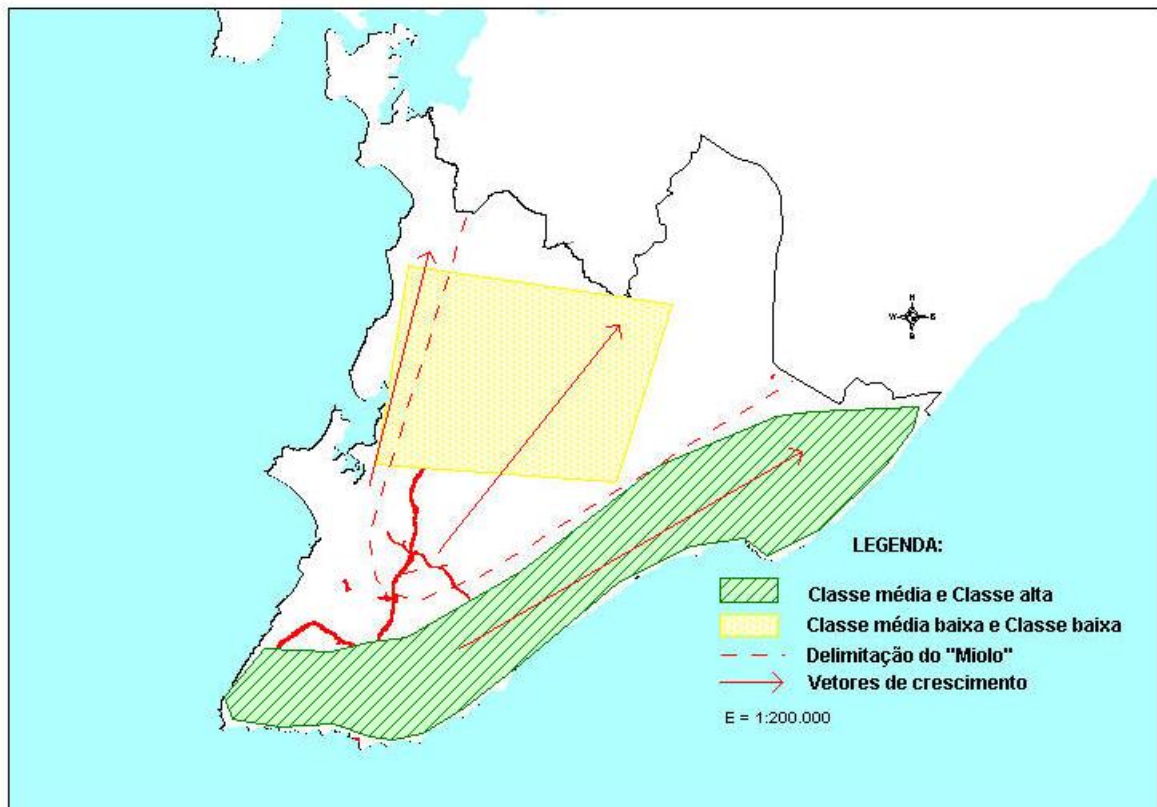 N
W E
S
LEGENDA:
Classe média e Classe alta
Classe média baixa e Classe baixa
Delimitação do "Miolo"
Vetores de crescimento
E = 1:200.000